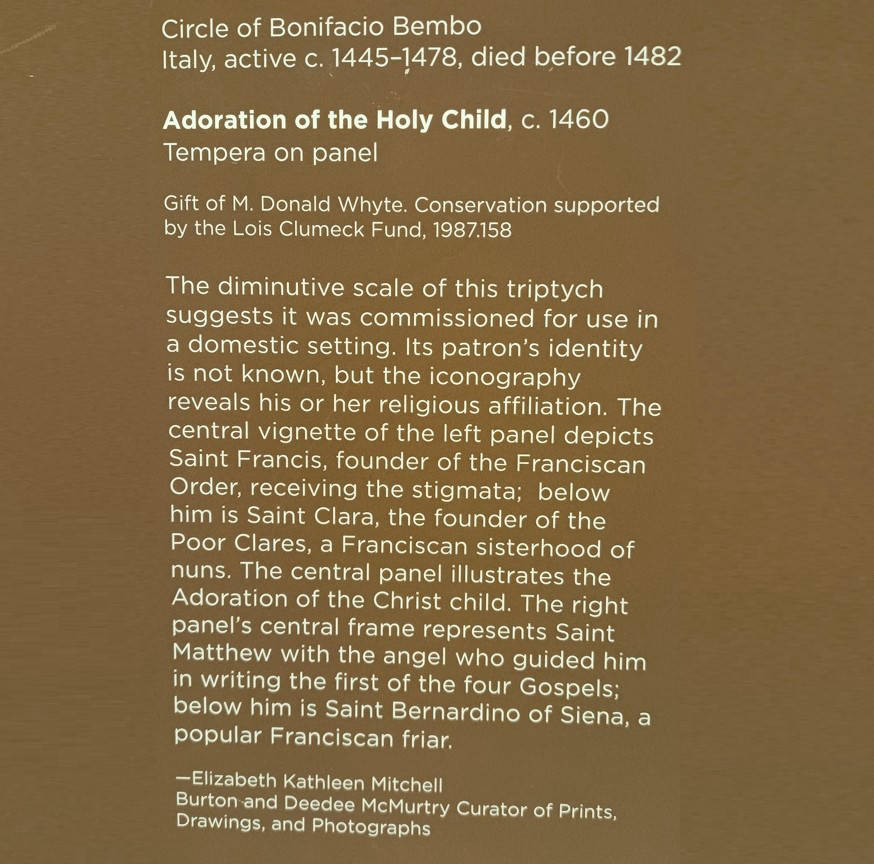 Circle of Bonifacio Bembo
Italy, active c. 1445–1478, died before 1482
Adoration of the Holy Child, c. 1460
Tempera on panel
Gift of M. Donald Whyte. Conservation supported
by the Lois Clumeck Fund, 1987.158
The diminutive scale of this triptych
suggests it was commissioned for use in
a domestic setting. Its patron’s identity
is not known, but the iconography
reveals his or her religious affiliation. The
central vignette of the left panel depicts
Saint Francis, founder of the Franciscan
Order, receiving the stigmata;  below
him is Saint Clara, the founder of the
Poor Clares, a Franciscan sisterhood of
nuns. The central panel illustrates the
Adoration of the Christ child. The right
panel’s central frame represents Saint
Matthew with the angel who guided him
in writing the first of the four Gospels;
below him is Saint Bernardino of Siena, a
popular Franciscan friar.
—Elizabeth Kathleen Mitchell
Burton and Deedee McMurtry Curator of Prints,
Drawings, and Photographs